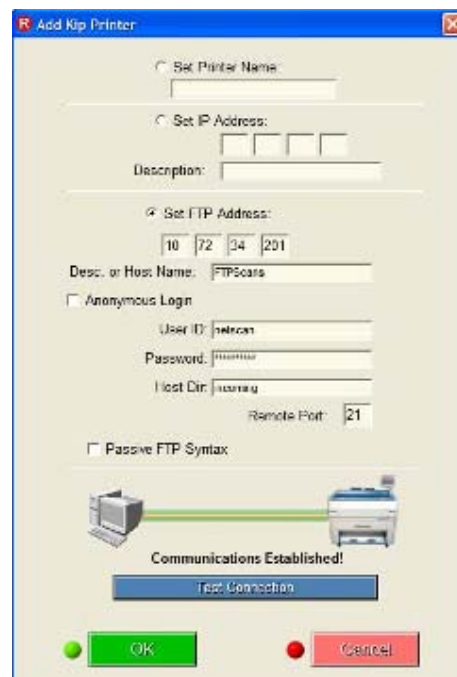 R Add Kip Printer
Set Printer Name:
Set IP Address:
Description:
Set FTP Address:
10 72 34 201
Desc. or Host Name: FTPScans
Anonymous Login
User ID: netscan
Password: **********
Host Dir: incoming
Remote Port: 21
Passive FTP Syntax
Communications Established!
Test Connection
OK Cancel